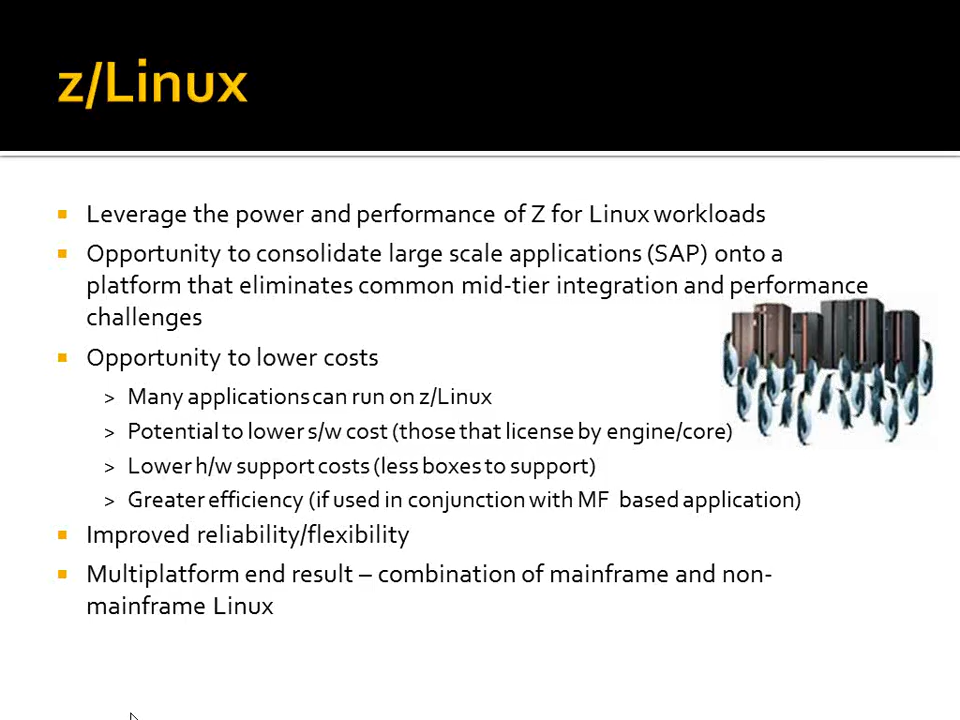 z/Linux
Leverage the power and performance of Z for Linux workloads
Opportunity to consolidate large scale applications (SAP) onto a
platform that eliminates common mid-tier integration and performance
challenges
Opportunity to lower costs
> Many applications can run on z/Linux
> Potential to lower s/w cost (those that license by engine/core)
> Lower h/w support costs (less boxes to support)
> Greater efficiency (if used in conjunction with MF based application)
Improved reliability/flexibility
Multiplatform end result – combination of mainframe and non-
mainframe Linux